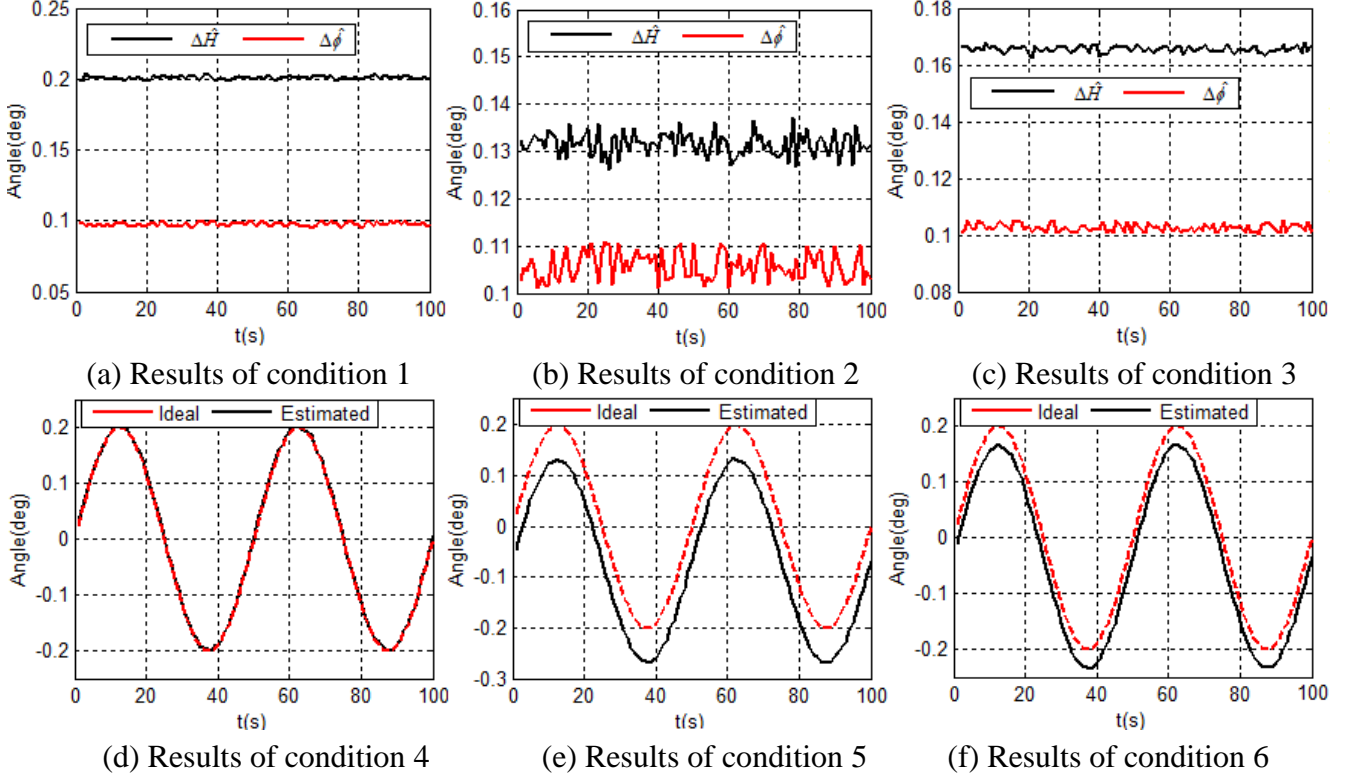 ΔĤ Δϕ̂
0.25
0.2
0.15
0.1
0.05
Angle(deg)
0 20 40 60 80 100
t(s)
(a) Results of condition 1
ΔĤ Δϕ̂
0.16
0.15
0.14
0.13
0.12
0.11
0.1
Angle(deg)
0 20 40 60 80 100
t(s)
(b) Results of condition 2
ΔĤ Δϕ̂
0.18
0.16
0.14
0.12
0.1
0.08
Angle(deg)
0 20 40 60 80 100
t(s)
(c) Results of condition 3
Ideal Estimated
0.2
0.1
0
-0.1
-0.2
Angle(deg)
0 20 40 60 80 100
t(s)
(d) Results of condition 4
Ideal Estimated
0.2
0.1
0
-0.1
-0.2
-0.3
Angle(deg)
0 20 40 60 80 100
t(s)
(e) Results of condition 5
Ideal Estimated
0.2
0.1
0
-0.1
-0.2
Angle(deg)
0 20 40 60 80 100
t(s)
(f) Results of condition 6